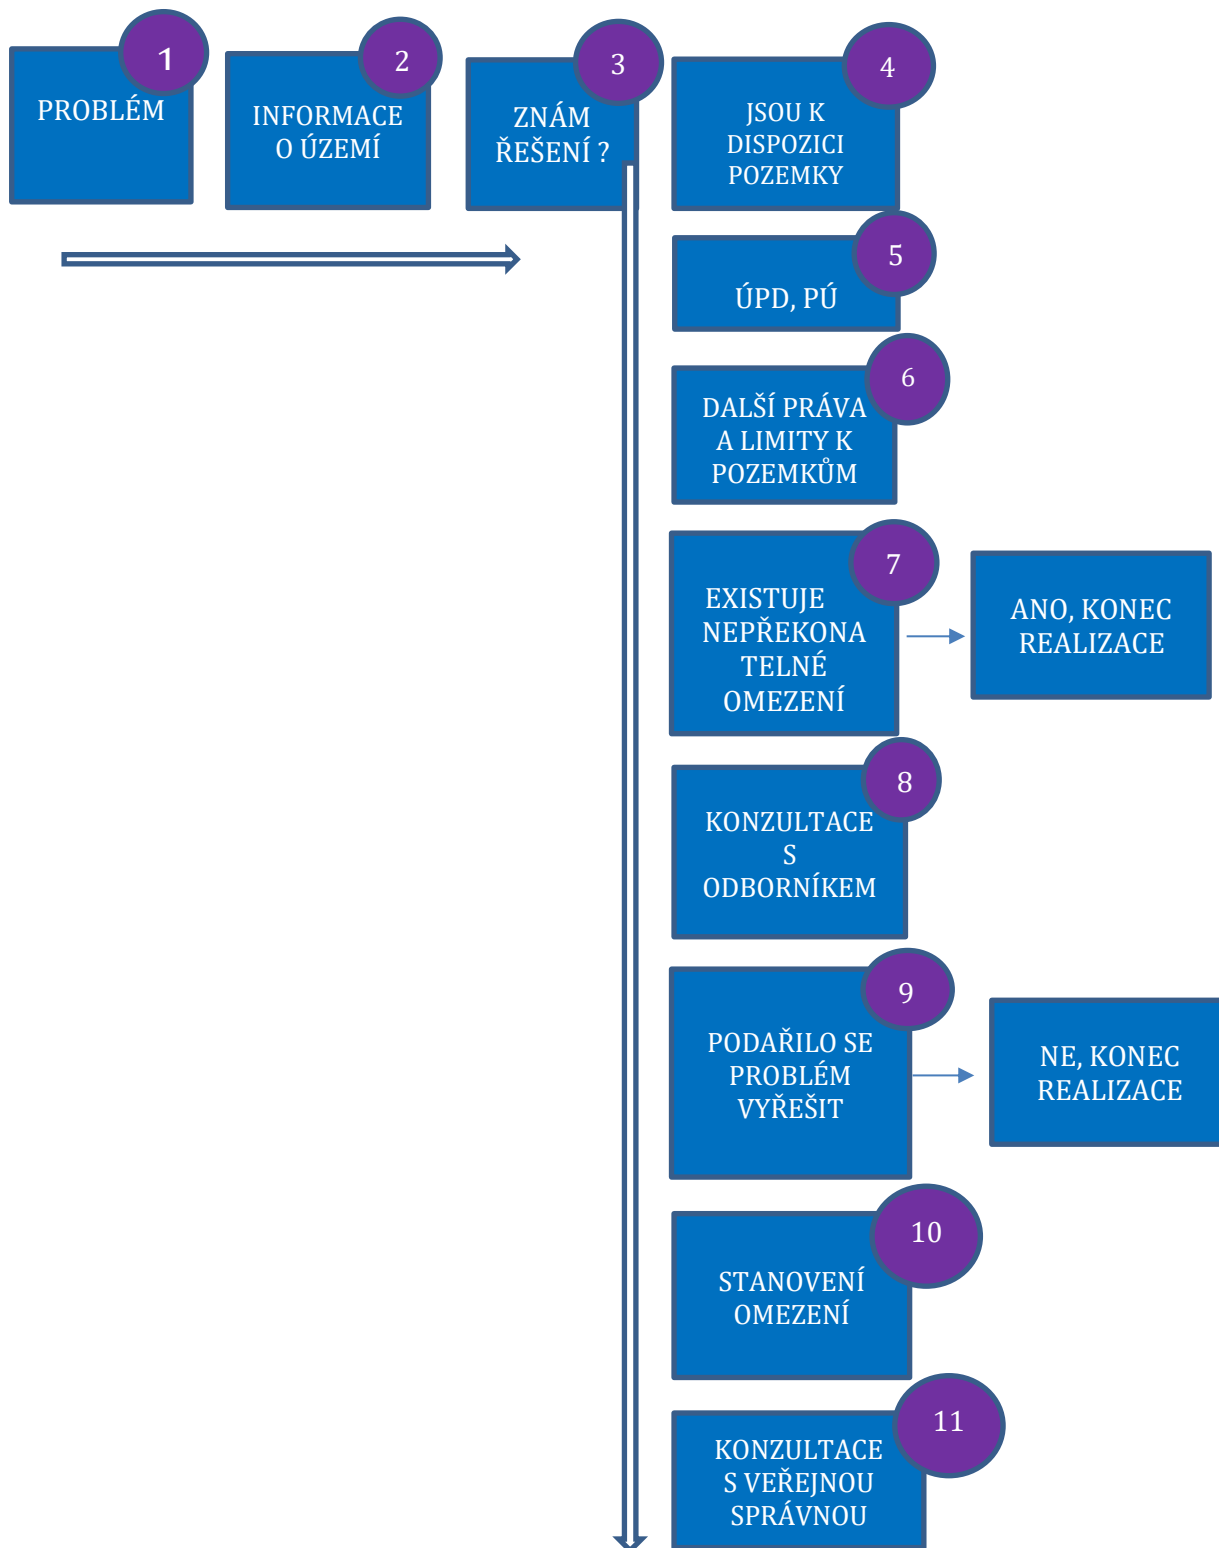 1
PROBLÉM
2
INFORMACE
O ÚZEMÍ
3
ZNÁM
ŘEŠENÍ ?
4
JSOU K
DISPOZICI
POZEMKY
5
ÚPD, PÚ
6
DALŠÍ PRÁVA
A LIMITY K
POZEMKŮM
7
EXISTUJE
NEPŘEKONA
TELNÉ
OMEZENÍ
ANO, KONEC
REALIZACE
8
KONZULTACE
S
ODBORNÍKEM
9
PODAŘILO SE
PROBLÉM
VYŘEŠIT
NE, KONEC
REALIZACE
10
STANOVENÍ
OMEZENÍ
11
KONZULTACE
S VEŘEJNOU
SPRÁVNOU